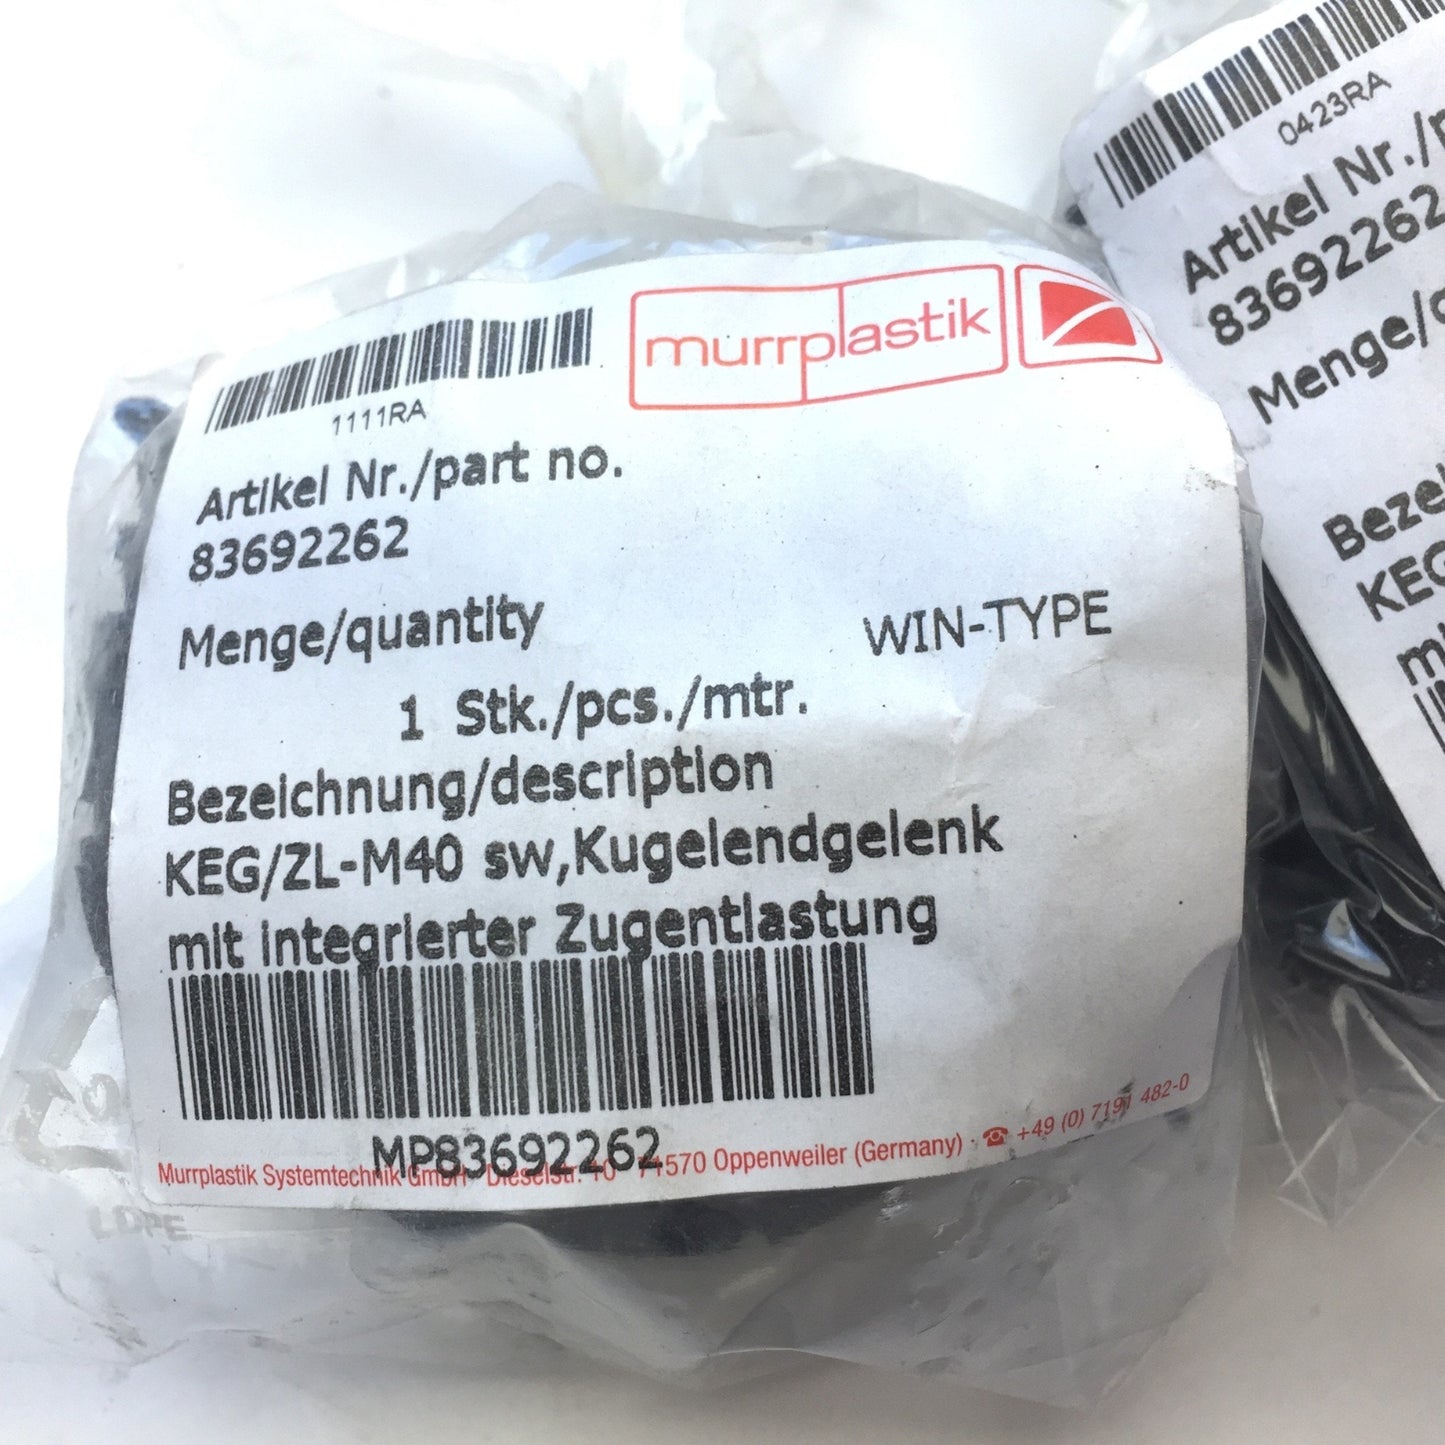 murrplastik
1111RA
Artikel Nr./part no.
83692262
Menge/quantity
WIN-TYPE
1 Stk./pcs./mtr.
Bezeichnung/description
KEG/ZL-M40 sw,Kugelendgelenk
mit integrierter Zugentlastung
MP83692262
Murrplastik Systemtechnik GmbH · Dieselstr. 10 · 71570 Oppenweiler (Germany) · ☎ +49 (0) 7191 482-0
LDPE
0423RA
Artikel Nr./
83692262
Menge/